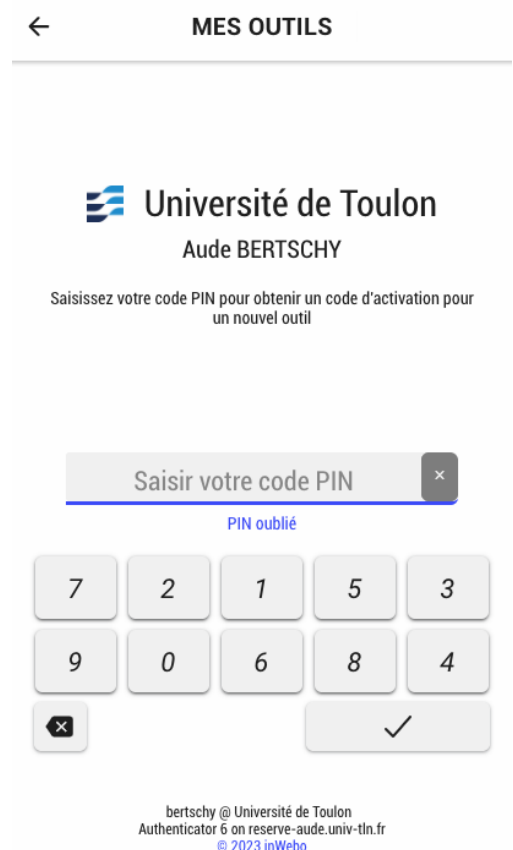 MES OUTILS
Université de Toulon
Aude BERTSCHY
Saisissez votre code PIN pour obtenir un code d'activation pour
un nouvel outil
Saisir votre code PIN
×
PIN oublié
7 2 1 5 3
9 0 6 8 4
bertschy @ Université de Toulon
Authenticator 6 on reserve-aude.univ-tln.fr
© 2023 inWebo